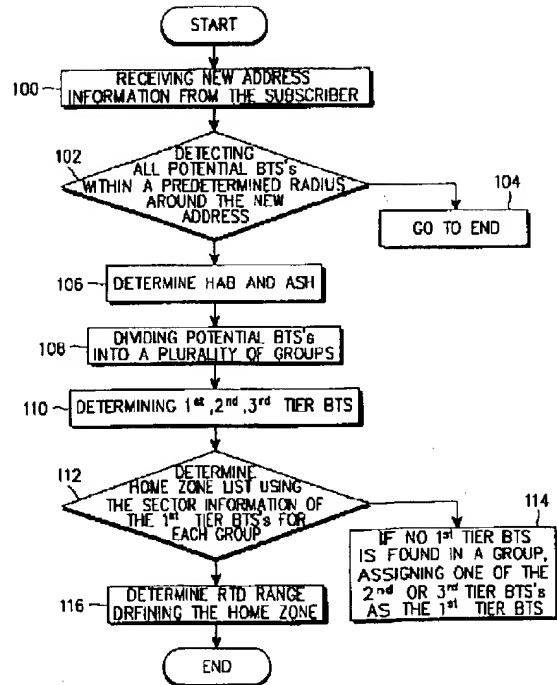 START
100
RECEIVING NEW ADDRESS
INFORMATION FROM THE SUBSCRIBER
102
DETECTING
ALL POTENTIAL BTS's
WITHIN A PREDETERMINED RADIUS
AROUND THE NEW
ADDRESS
104
GO TO END
106
DETERMINE HAB AND ASH
108
DIVIDING POTENTIAL BTS's
INTO A PLURALITY OF GROUPS
110
DETERMINING 1st,2nd,3rd TIER BTS
112
DETERMINE
HOME ZONE LIST USING
THE SECTOR INFORMATION OF
THE 1st TIER BTS's FOR
EACH GROUP
114
IF NO 1st TIER BTS
IS FOUND IN A GROUP,
ASSIGNING ONE OF THE
2nd OR 3rd TIER BTS's
AS THE 1st TIER BTS
116
DETERMINE RTD RANGE
DRFINING THE HOME ZONE
END